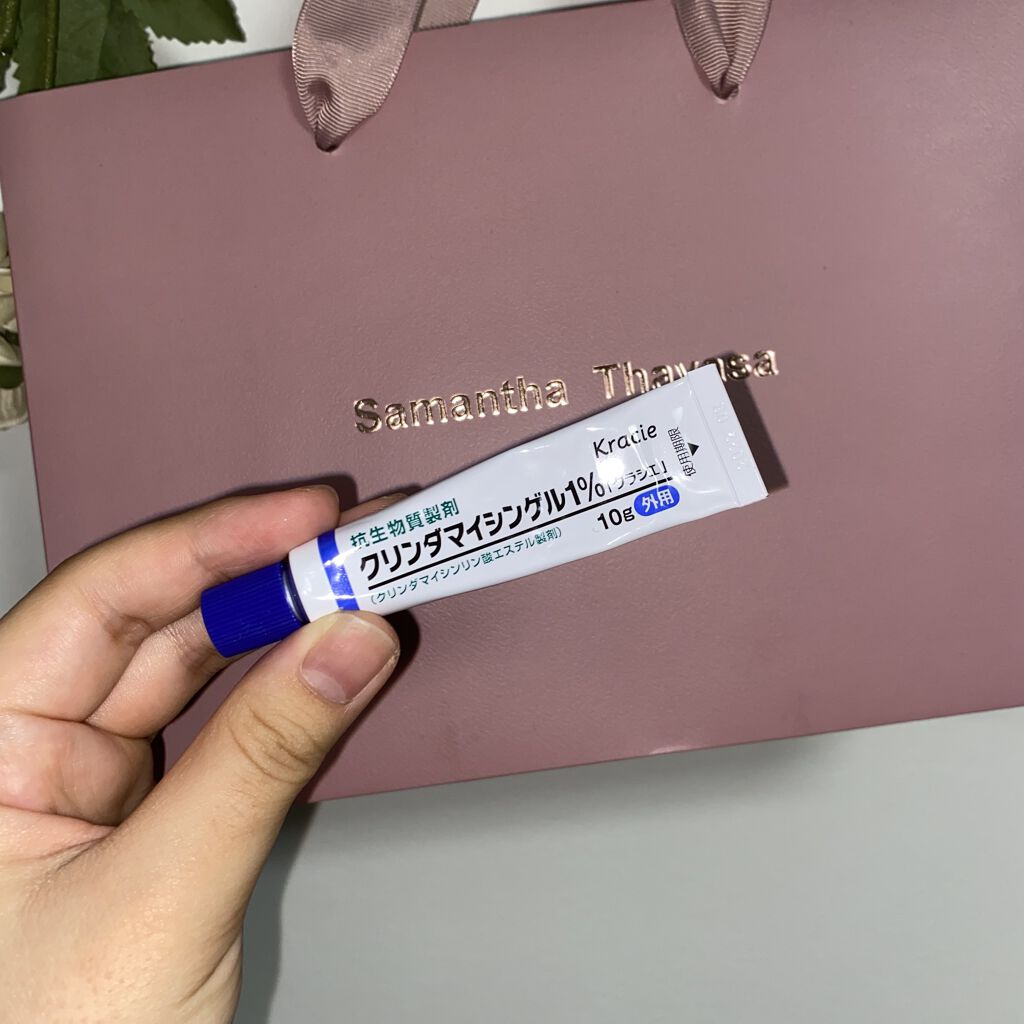 Samantha Thavasa
Kracie
使用期限
抗生物質製剤
クリンダマイシンゲル1%「クラシエ」
(クリンダマイシンリン酸エステル製剤)
10g 外用